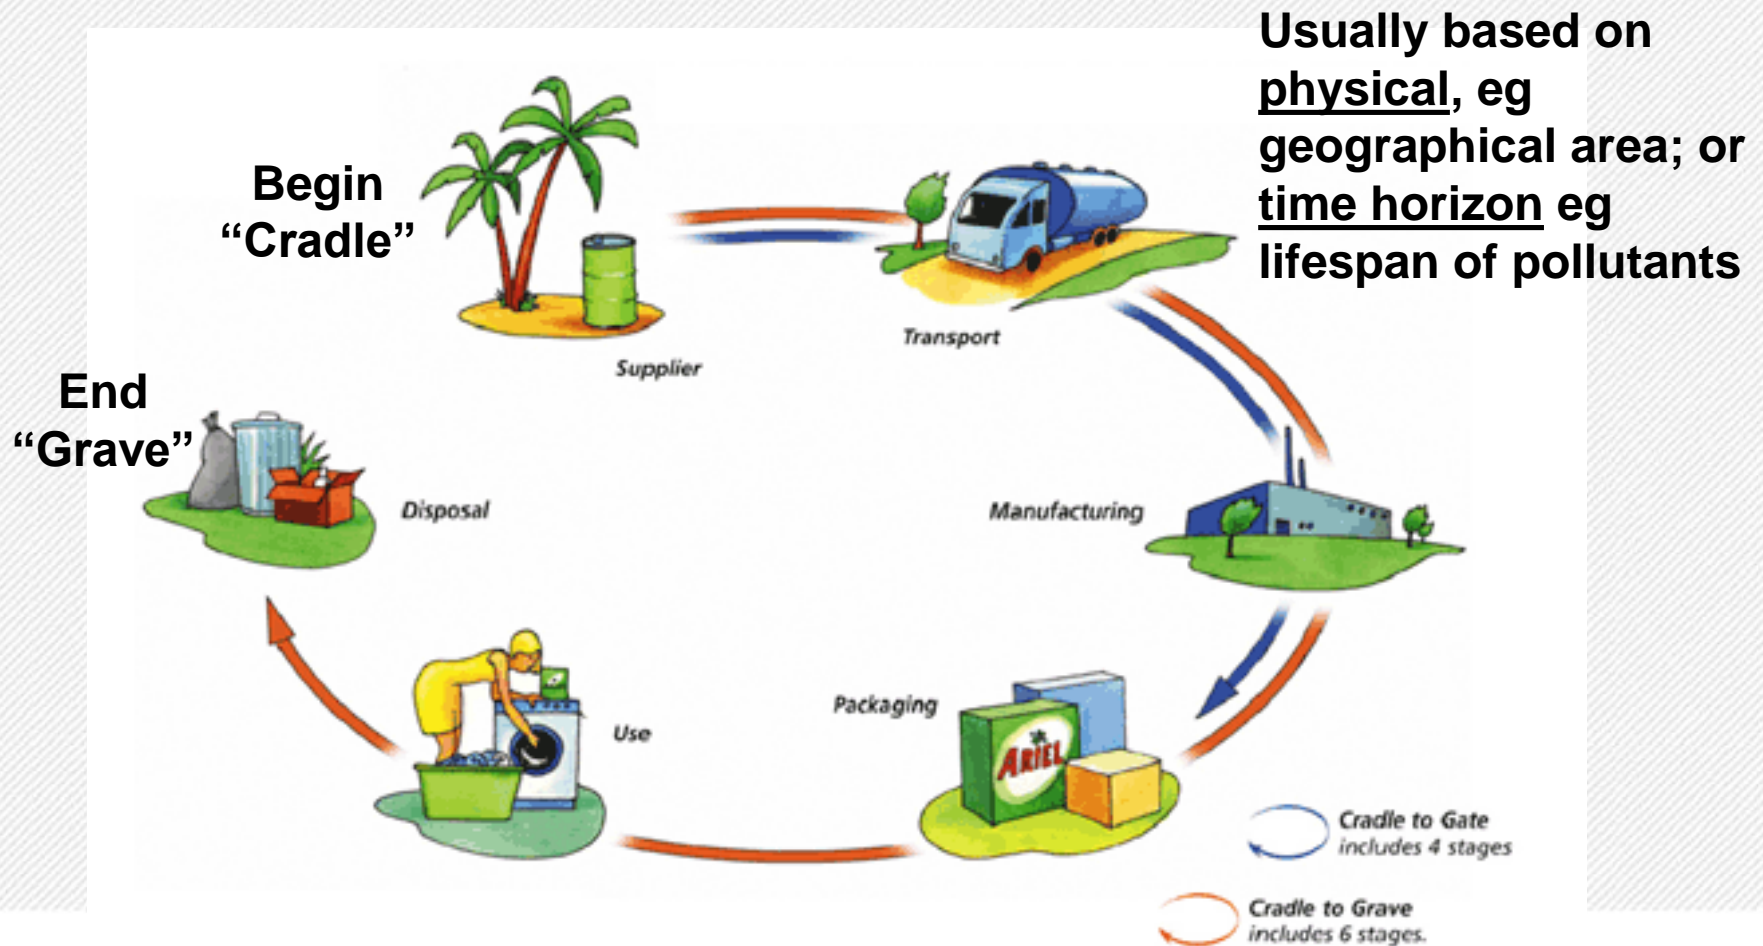 Usually based on
physical, eg
geographical area; or
time horizon eg
lifespan of pollutants
Begin
“Cradle”
Supplier
Transport
End
“Grave”
Disposal
Manufacturing
Use
Packaging
ARIEL
Cradle to Gate
includes 4 stages
Cradle to Grave
includes 6 stages.